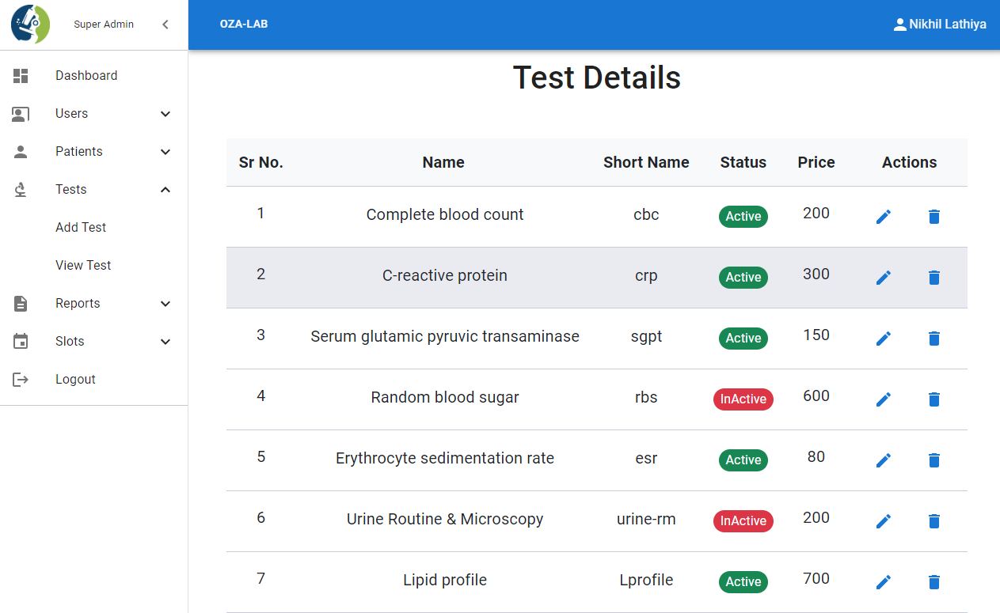 Super Admin
OZA-LAB
Nikhil Lathiya
Dashboard
Users
Patients
Tests
Add Test
View Test
Reports
Slots
Logout
Test Details
Sr No. Name Short Name Status Price Actions
1 Complete blood count cbc Active 200
2 C-reactive protein crp Active 300
3 Serum glutamic pyruvic transaminase sgpt Active 150
4 Random blood sugar rbs InActive 600
5 Erythrocyte sedimentation rate esr Active 80
6 Urine Routine & Microscopy urine-rm InActive 200
7 Lipid profile Lprofile Active 700